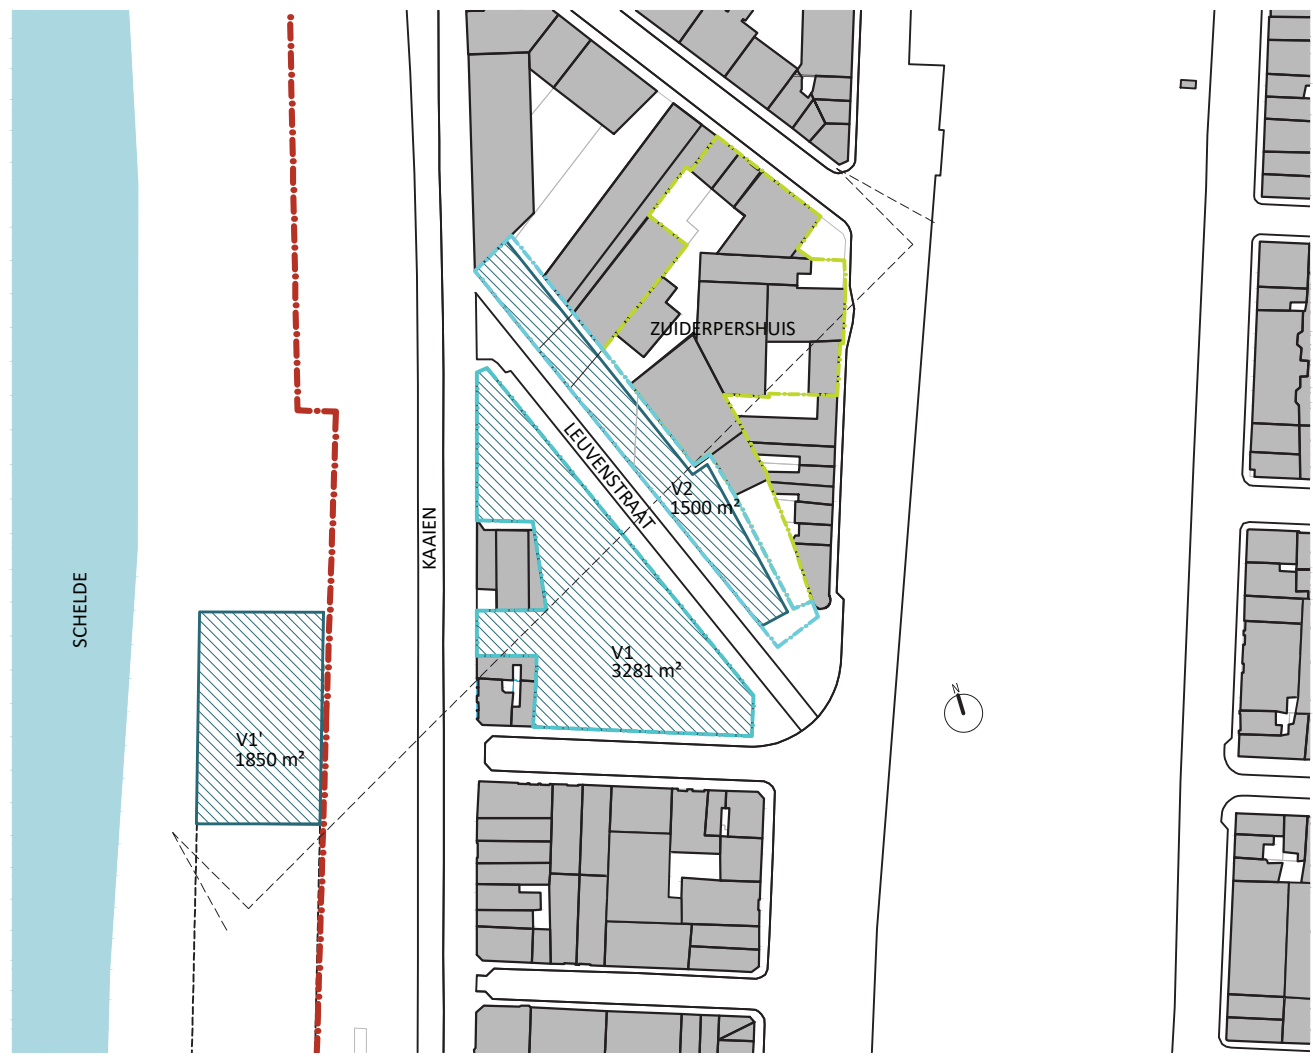 ZUIDERPERSHUIS
LEUVENSTRAAT
V2
1500 m²
KAAIEN
SCHELDE
V1
3281 m²
N
V1'
1850 m²